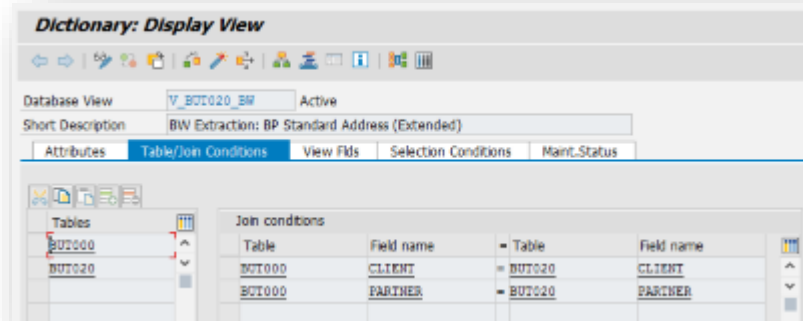 Dictionary: Display View
Database View V_BUT020_BW Active
Short Description BW Extraction: BP Standard Address (Extended)
Attributes Table/Join Conditions View Flds Selection Conditions Maint.Status
Tables Join conditions
Table Field name = Table Field name
BUT000 BUT000 CLIENT = BUT020 CLIENT
BUT020 BUT000 PARTNER = BUT020 PARTNER